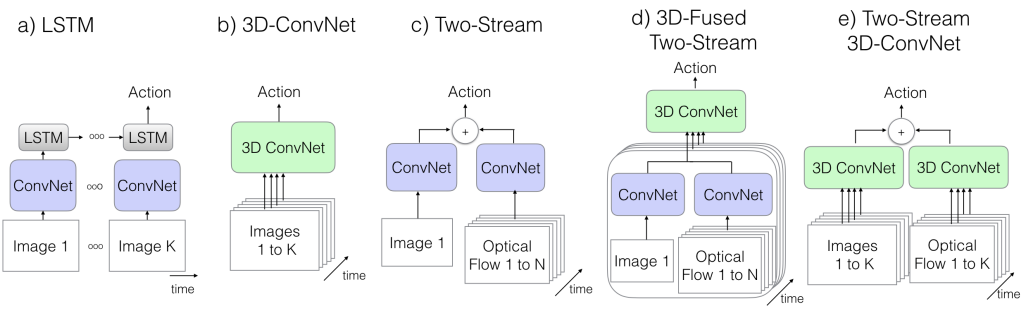 a) LSTM
Action
LSTM ooo LSTM
ConvNet ooo ConvNet
Image 1 ooo Image K
time
b) 3D-ConvNet
Action
3D ConvNet
Images
1 to K
time
c) Two-Stream
Action
+
ConvNet ConvNet
Image 1
Optical
Flow 1 to N
time
d) 3D-Fused
Two-Stream
Action
3D ConvNet
ConvNet ConvNet
Image 1
Optical
Flow 1 to N
time
e) Two-Stream
3D-ConvNet
Action
+
3D ConvNet 3D ConvNet
Images
1 to K
Optical
Flow 1 to N
time